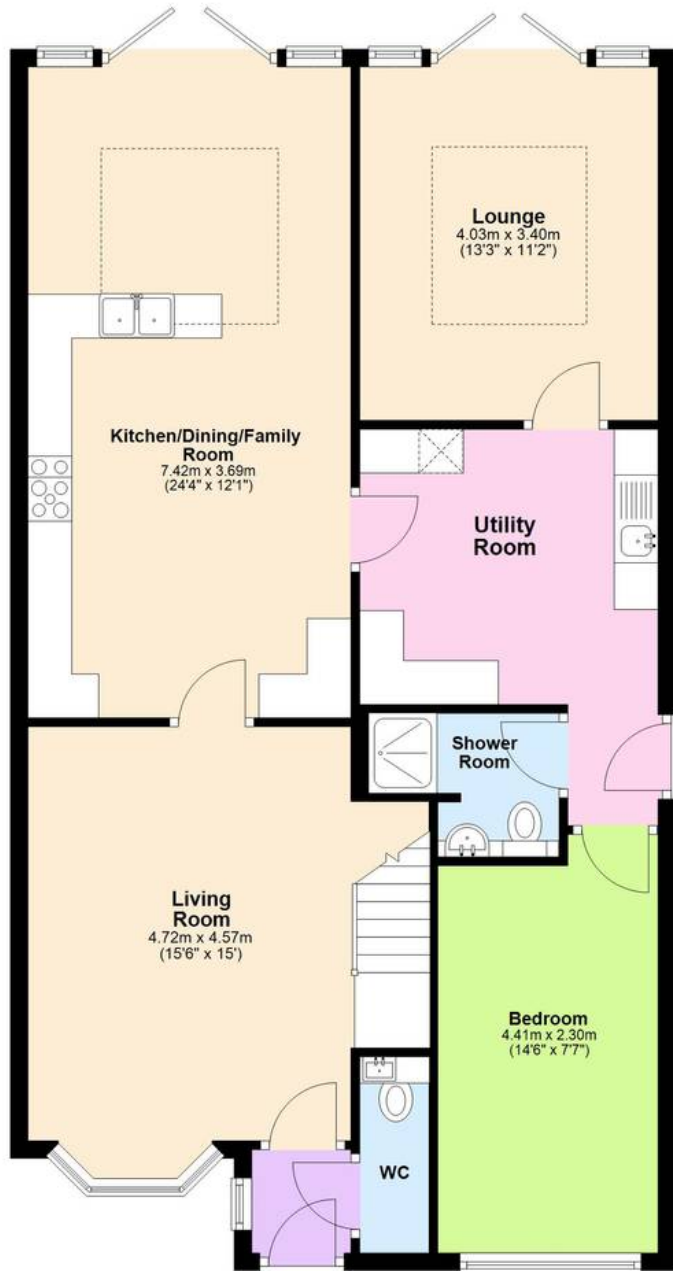 Lounge
4.03m x 3.40m
(13'3" x 11'2")
Kitchen/Dining/Family
Room
7.42m x 3.69m
(24'4" x 12'1")
Utility
Room
Shower
Room
Living
Room
4.72m x 4.57m
(15'6" x 15')
Bedroom
4.41m x 2.30m
(14'6" x 7'7")
WC